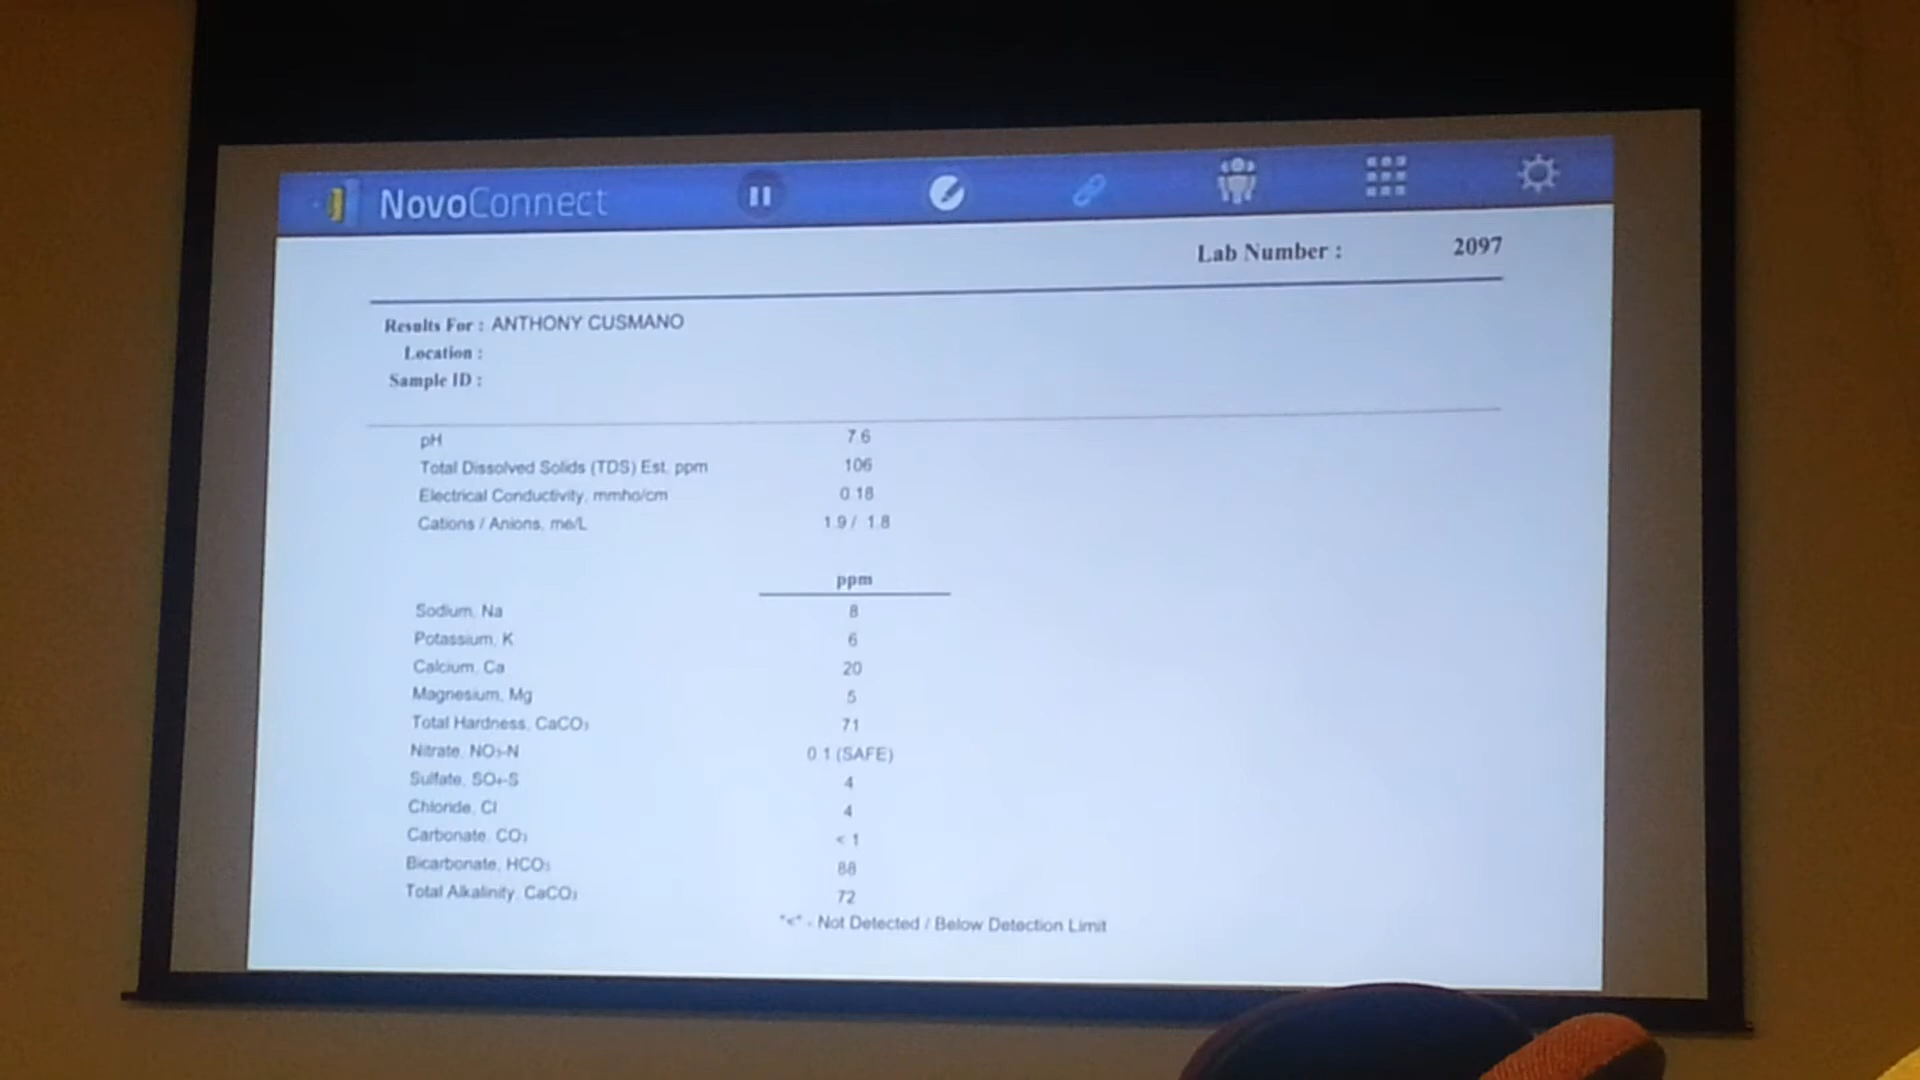 NovoConnect
Lab Number : 2097
Results For : ANTHONY CUSMANO
Location :
Sample ID :
pH 7.6
Total Dissolved Solids (TDS) Est, ppm 106
Electrical Conductivity, mmho/cm 0.18
Cations / Anions, me/L 1.9 / 1.8
ppm
Sodium, Na 8
Potassium, K 6
Calcium, Ca 20
Magnesium, Mg 5
Total Hardness, CaCO₃ 71
Nitrate, NO₃-N 0.1 (SAFE)
Sulfate, SO₄-S 4
Chloride, Cl 4
Carbonate, CO₃ < 1
Bicarbonate, HCO₃ 88
Total Alkalinity, CaCO₃ 72
"<" - Not Detected / Below Detection Limit